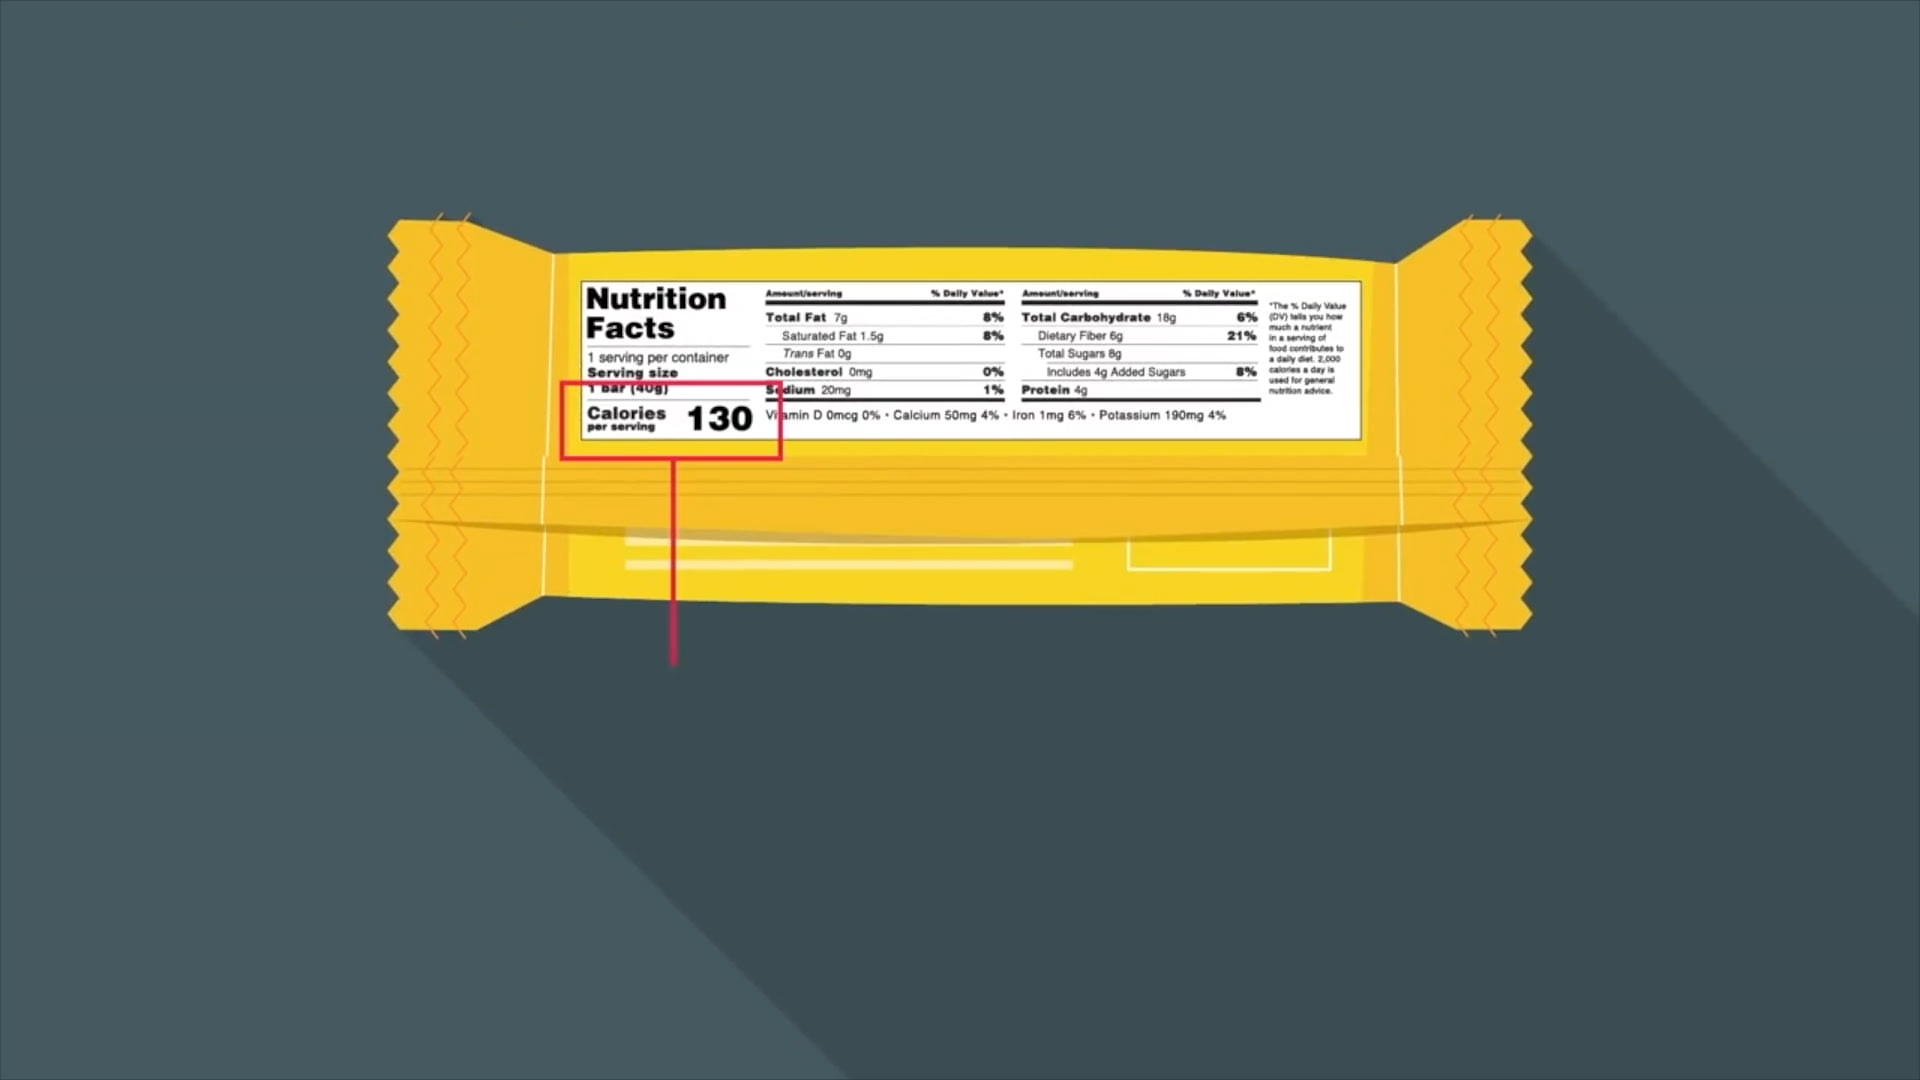 Nutrition
Facts
1 serving per container
Serving size
1 bar (40g)
Calories
per serving
130
Amount/serving % Daily Value*
Total Fat 7g 8%
Saturated Fat 1.5g 8%
Trans Fat 0g
Cholesterol 0mg 0%
Sodium 20mg 1%
Amount/serving % Daily Value*
Total Carbohydrate 18g 6%
Dietary Fiber 6g 21%
Total Sugars 8g
Includes 4g Added Sugars 8%
Protein 4g
Vitamin D 0mcg 0% • Calcium 50mg 4% • Iron 1mg 6% • Potassium 190mg 4%
*The % Daily Value
(DV) tells you how
much a nutrient
in a serving of
food contributes to
a daily diet. 2,000
calories a day is
used for general
nutrition advice.